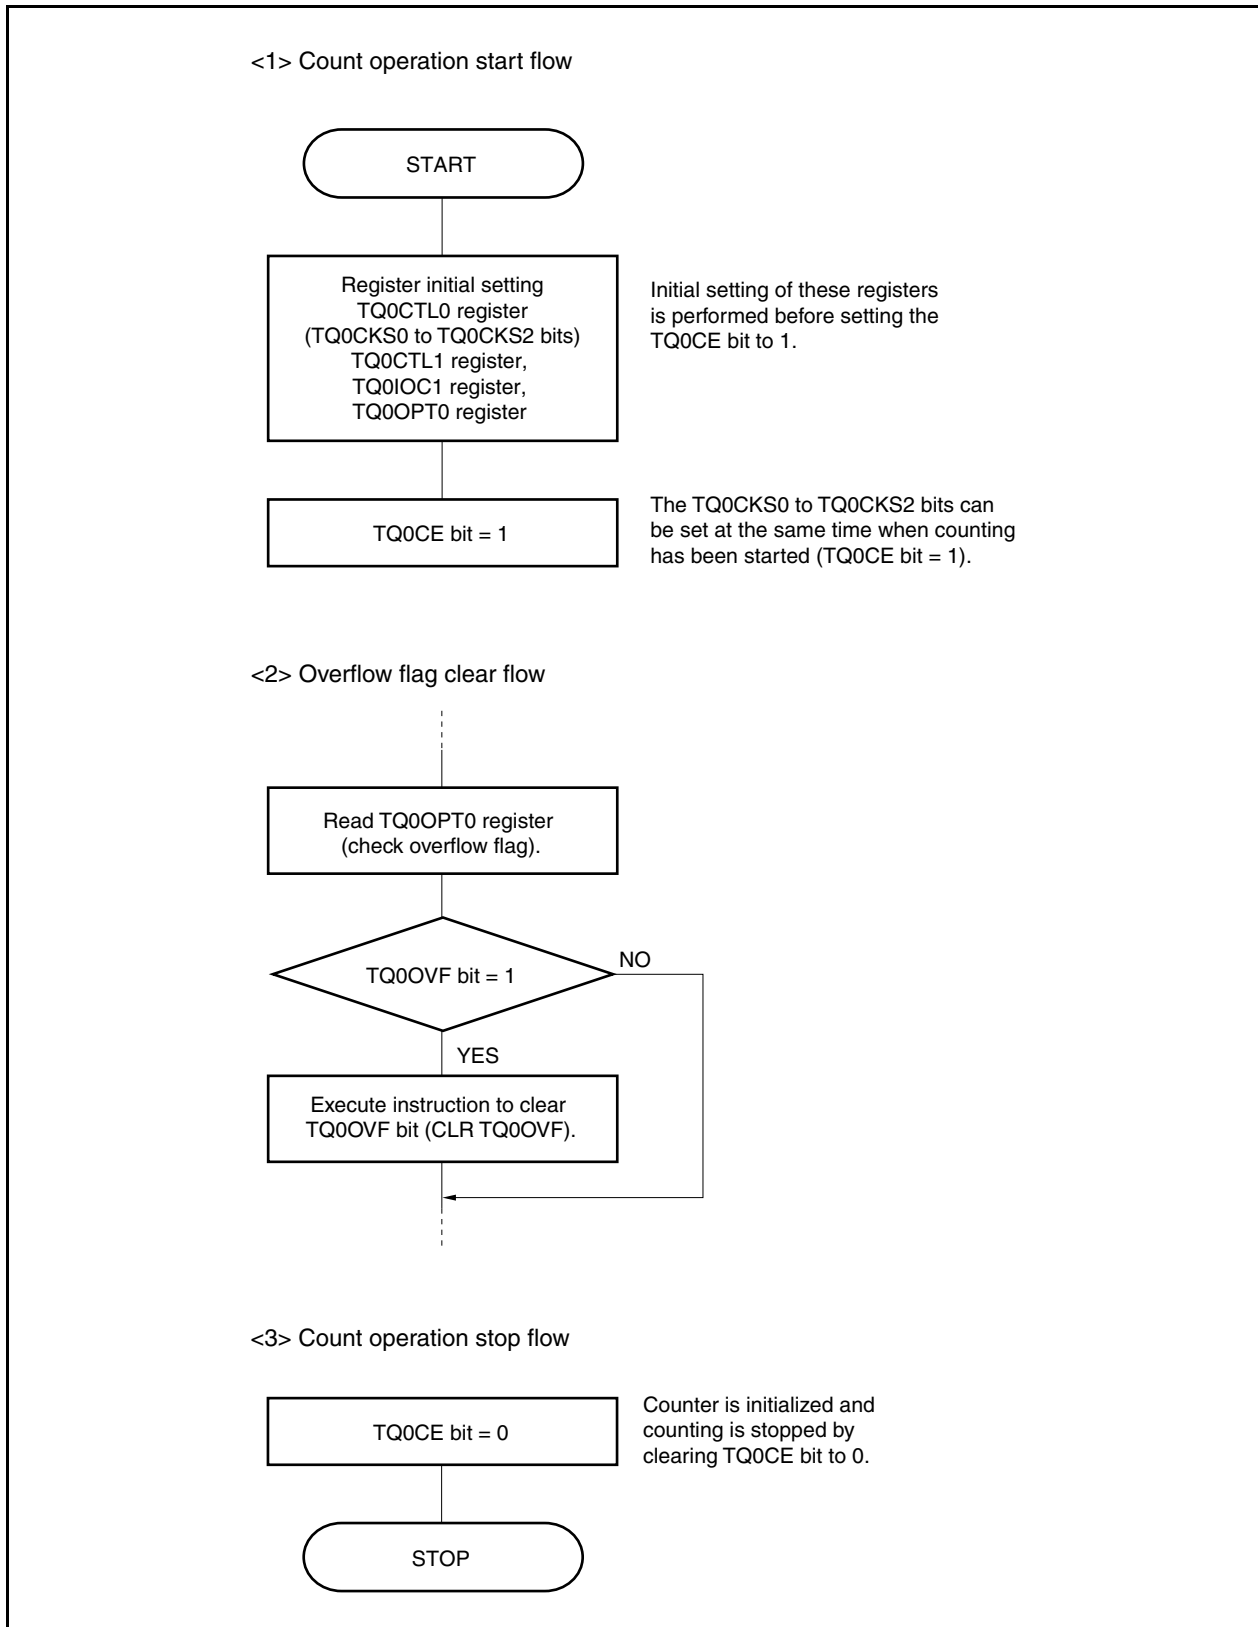 <1> Count operation start flow
START
Register initial setting
TQ0CTL0 register
(TQ0CKS0 to TQ0CKS2 bits)
TQ0CTL1 register,
TQ0IOC1 register,
TQ0OPT0 register
Initial setting of these registers
is performed before setting the
TQ0CE bit to 1.
TQ0CE bit = 1
The TQ0CKS0 to TQ0CKS2 bits can
be set at the same time when counting
has been started (TQ0CE bit = 1).
<2> Overflow flag clear flow
Read TQ0OPT0 register
(check overflow flag).
TQ0OVF bit = 1
NO
YES
Execute instruction to clear
TQ0OVF bit (CLR TQ0OVF).
<3> Count operation stop flow
TQ0CE bit = 0
Counter is initialized and
counting is stopped by
clearing TQ0CE bit to 0.
STOP